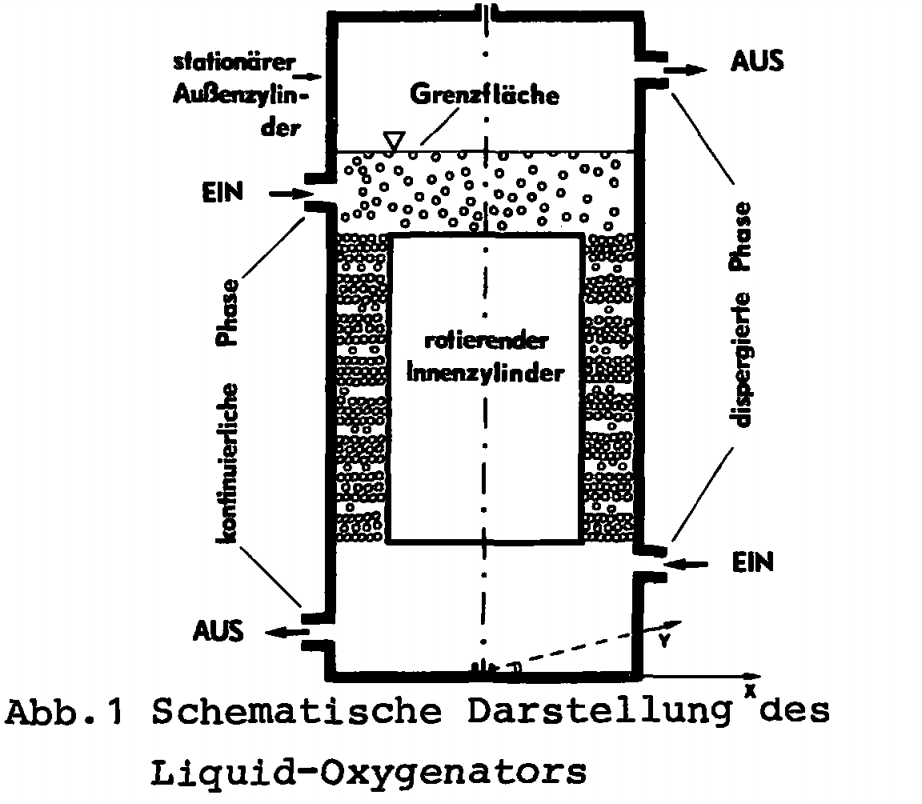 stationärer
Außenzylin-
der
AUS
Grenzfläche
EIN
kontinuierliche Phase
dispergierte Phase
rotierender
Innenzylinder
EIN
AUS
Y
X
Abb.1 Schematische Darstellung des
Liquid-Oxygenators